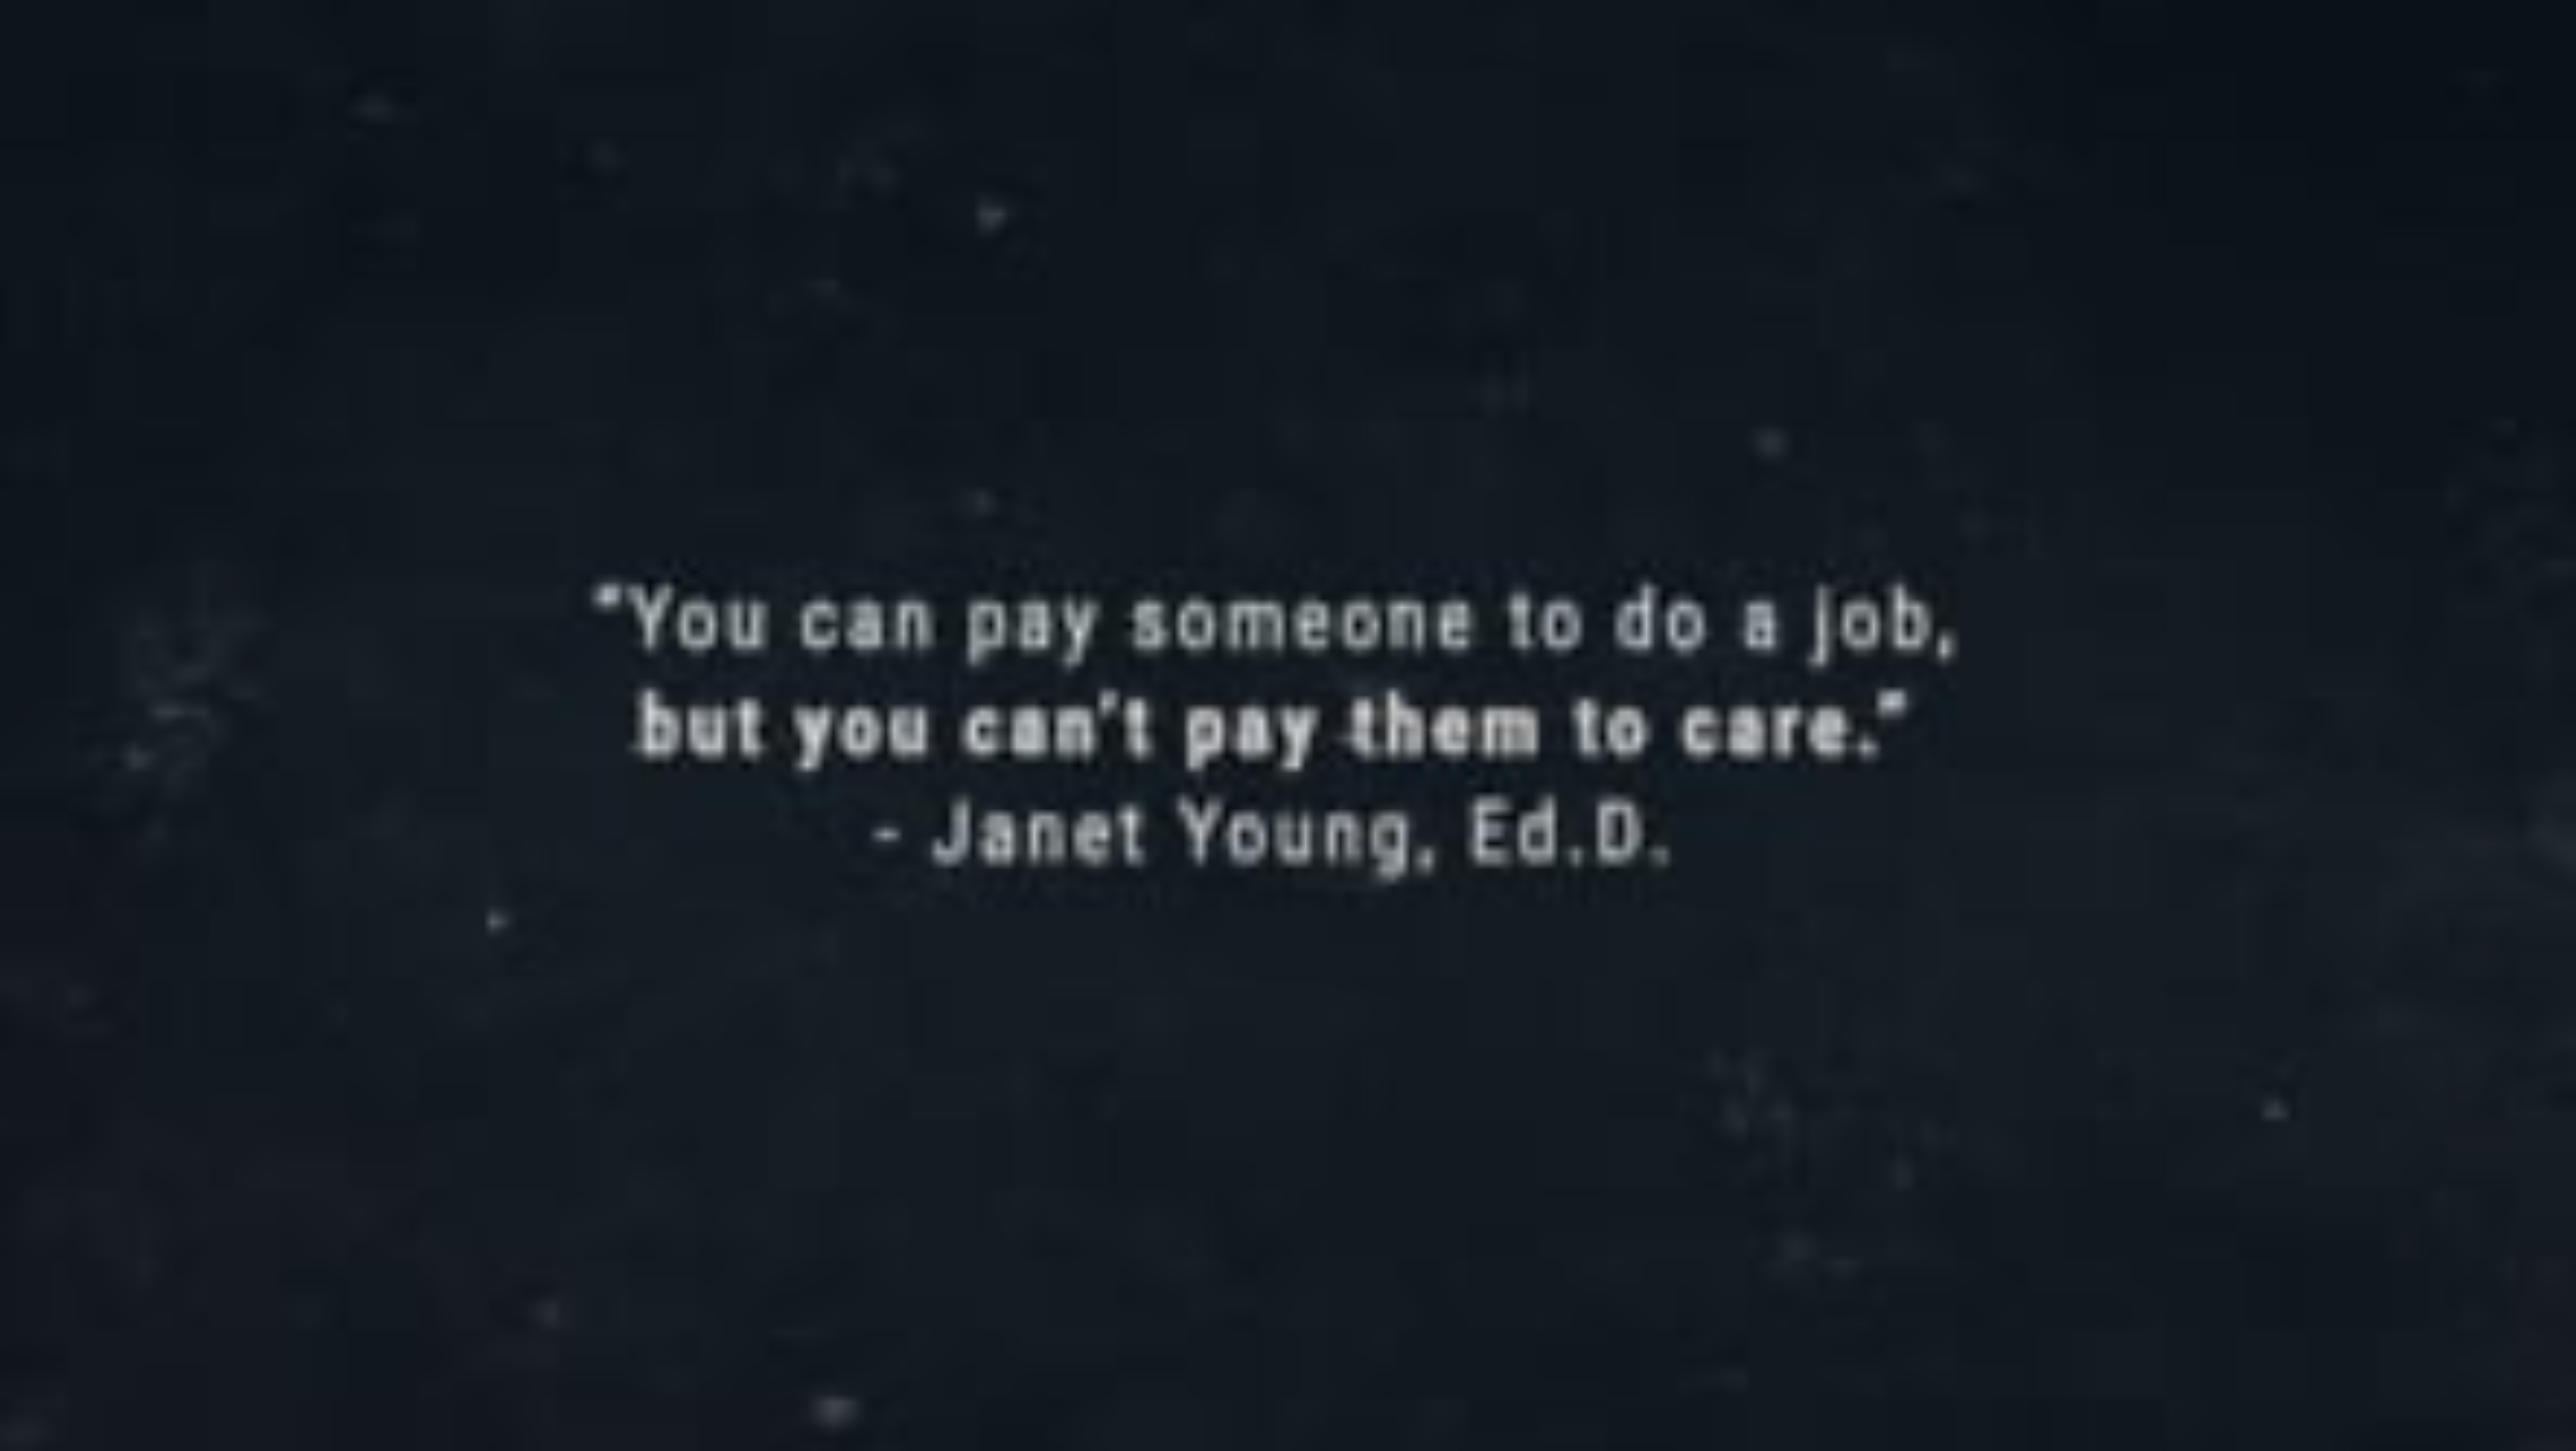 "You can pay someone to do a job,
but you can't pay them to care."
- Janet Young, Ed.D.